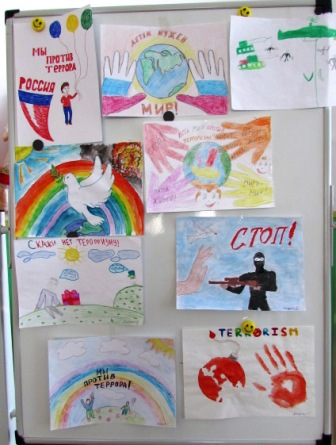 МЫ
ПРОТИВ
ТЕРРОРА
РОССИЯ
ДЕТЯМ НУЖЕН
МИР!
СКАЖИ НЕТ ТЕРРОРИЗМУ!
СТОП!
TERRORISM
МЫ
ПРОТИВ
ТЕРРОРА!